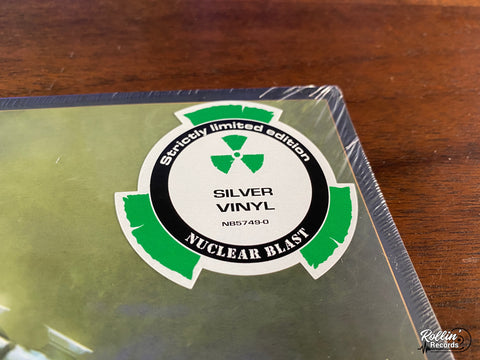 Strictly limited edition
SILVER
VINYL
NB5749-0
NUCLEAR BLAST
Rollin'
Records